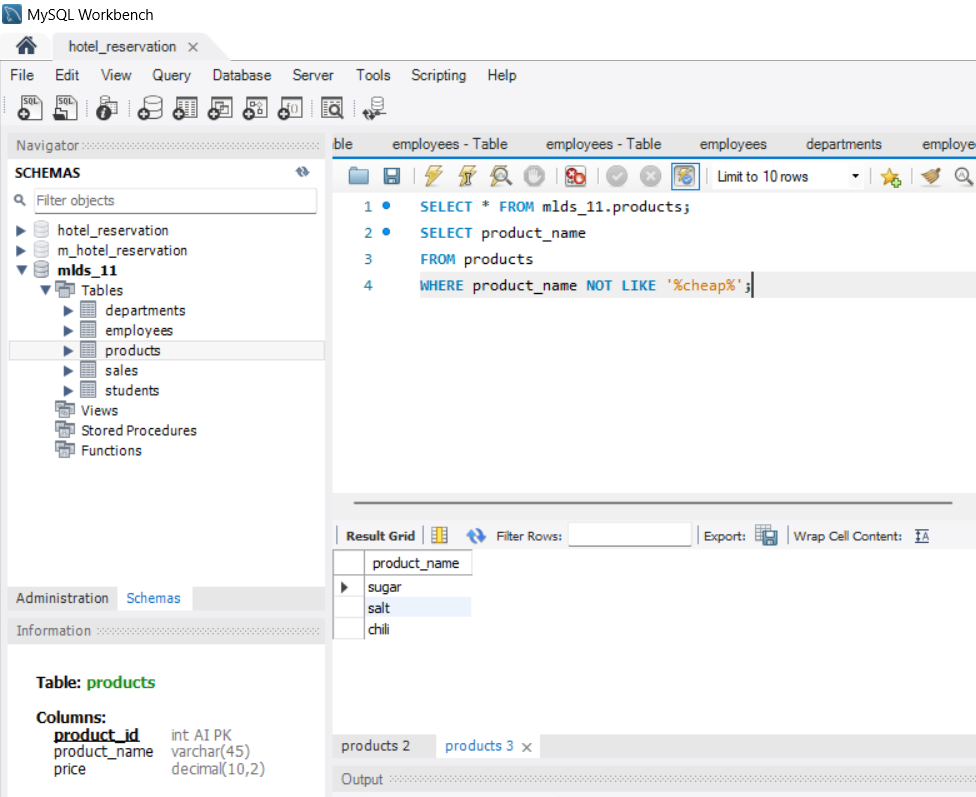 MySQL Workbench
hotel_reservation
File Edit View Query Database Server Tools Scripting Help
Navigator
SCHEMAS
Filter objects
hotel_reservation
m_hotel_reservation
mlds_11
Tables
departments
employees
products
sales
students
Views
Stored Procedures
Functions
Administration Schemas
Information
Table: products
Columns:
product_id int AI PK
product_name varchar(45)
price decimal(10,2)
ble employees - Table employees - Table employees departments employe
Limit to 10 rows
1 SELECT * FROM mlds_11.products;
2 SELECT product_name
3 FROM products
4 WHERE product_name NOT LIKE '%cheap%';
Result Grid Filter Rows: Export: Wrap Cell Content:
product_name
sugar
salt
chili
products 2 products 3
Output